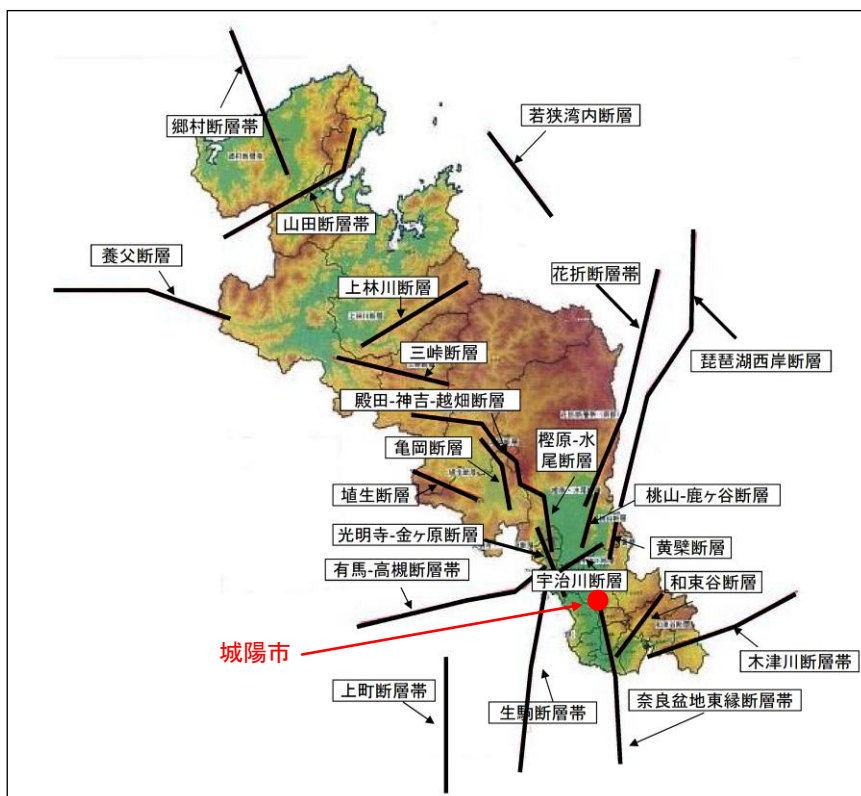 郷村断層帯
若狭湾内断層
山田断層帯
養父断層
花折断層帯
上林川断層
三峠断層
琵琶湖西岸断層
殿田-神吉-越畑断層
樫原-水
尾断層
亀岡断層
埴生断層
桃山-鹿ヶ谷断層
光明寺-金ヶ原断層
黄檗断層
有馬-高槻断層帯
宇治川断層
和束谷断層
城陽市
木津川断層帯
上町断層帯
生駒断層帯
奈良盆地東縁断層帯